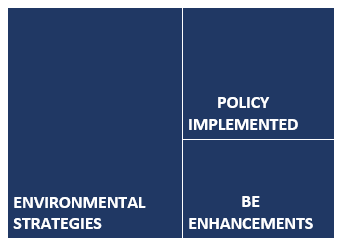 POLICY
IMPLEMENTED
ENVIRONMENTAL
STRATEGIES
BE
ENHANCEMENTS